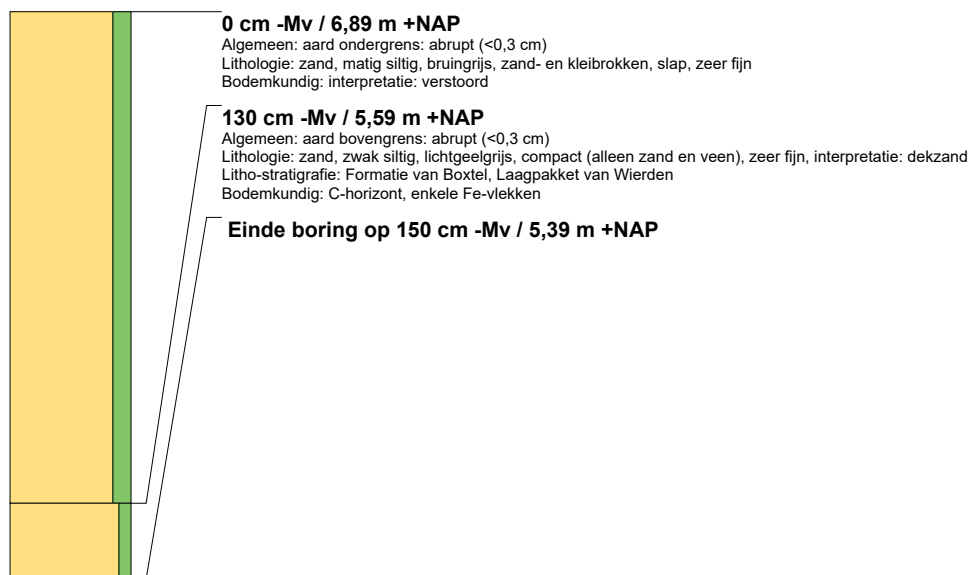 0 cm -Mv / 6,89 m +NAP
Algemeen: aard ondergrens: abrupt (<0,3 cm)
Lithologie: zand, matig siltig, bruingrijs, zand- en kleibrokken, slap, zeer fijn
Bodemkundig: interpretatie: verstoord
130 cm -Mv / 5,59 m +NAP
Algemeen: aard bovengrens: abrupt (<0,3 cm)
Lithologie: zand, zwak siltig, lichtgeelgrijs, compact (alleen zand en veen), zeer fijn, interpretatie: dekzand
Litho-stratigrafie: Formatie van Boxtel, Laagpakket van Wierden
Bodemkundig: C-horizont, enkele Fe-vlekken
Einde boring op 150 cm -Mv / 5,39 m +NAP